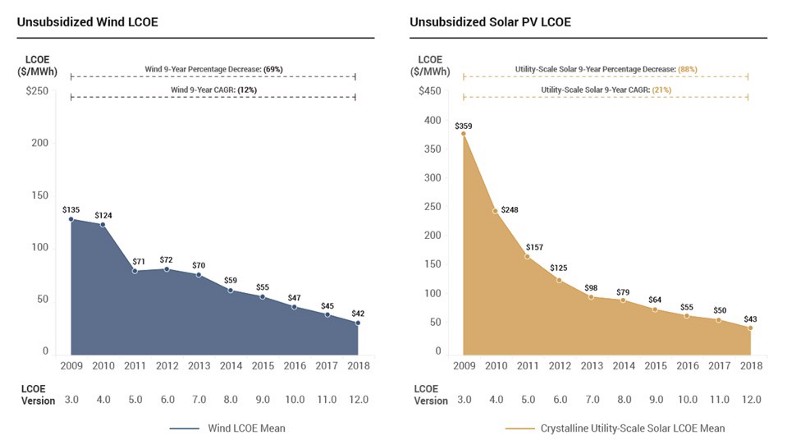 Unsubsidized Wind LCOE
LCOE
($/MWh)
Wind 9-Year Percentage Decrease: (69%)
Wind 9-Year CAGR: (12%)
$250
200
150
100
50
0
$135
$124
$71
$72
$70
$59
$55
$47
$45
$42
2009 2010 2011 2012 2013 2014 2015 2016 2017 2018
LCOE
Version 3.0 4.0 5.0 6.0 7.0 8.0 9.0 10.0 11.0 12.0
Wind LCOE Mean
Unsubsidized Solar PV LCOE
LCOE
($/MWh)
Utility-Scale Solar 9-Year Percentage Decrease: (88%)
Utility-Scale Solar 9-Year CAGR: (21%)
$450
400
350
300
250
200
150
100
50
0
$359
$248
$157
$125
$98
$79
$64
$55
$50
$43
2009 2010 2011 2012 2013 2014 2015 2016 2017 2018
LCOE
Version 3.0 4.0 5.0 6.0 7.0 8.0 9.0 10.0 11.0 12.0
Crystalline Utility-Scale Solar LCOE Mean